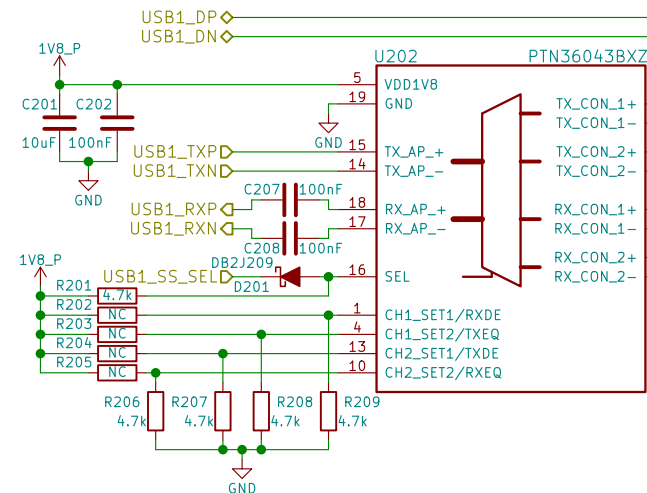 USB1_DP
USB1_DN
1V8_P
U202 PTN36043BXZ
5 VDD1V8
C201 C202
19 GND TX_CON_1+
10uF 100nF
TX_CON_1-
GND
USB1_TXP 15 TX_AP_+ TX_CON_2+
USB1_TXN 14 TX_AP_- TX_CON_2-
GND
C207 100nF
USB1_RXP 18 RX_AP_+ RX_CON_1+
USB1_RXN 17 RX_AP_- RX_CON_1-
C208 100nF
1V8_P DB2J209 RX_CON_2+
USB1_SS_SEL 16 SEL RX_CON_2-
D201
R201 4.7k
R202 NC 1 CH1_SET1/RXDE
R203 NC 4 CH1_SET2/TXEQ
R204 NC 13 CH2_SET1/TXDE
R205 NC 10 CH2_SET2/RXEQ
R206 R207 R208 R209
4.7k 4.7k 4.7k 4.7k
GND